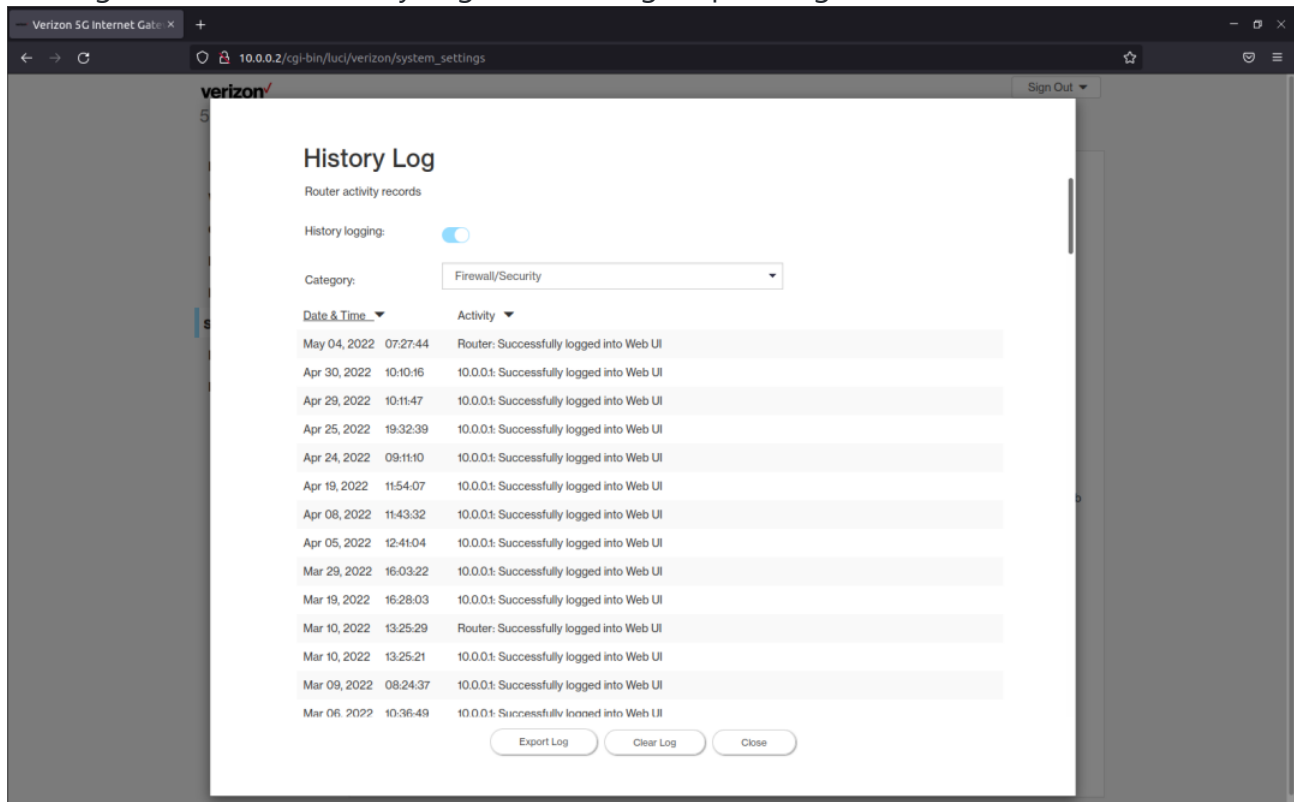 Verizon 5G Internet Gate
10.0.0.2/cgi-bin/luci/verizon/system_settings
verizon
Sign Out
5
History Log
Router activity records
History logging:
Category:
Firewall/Security
Date & Time
Activity
May 04, 2022 07:27:44 Router: Successfully logged into Web UI
Apr 30, 2022 10:10:16 10.0.0.1: Successfully logged into Web UI
Apr 29, 2022 10:11:47 10.0.0.1: Successfully logged into Web UI
Apr 25, 2022 19:32:39 10.0.0.1: Successfully logged into Web UI
Apr 24, 2022 09:11:10 10.0.0.1: Successfully logged into Web UI
Apr 19, 2022 11:54:07 10.0.0.1: Successfully logged into Web UI
Apr 08, 2022 11:43:32 10.0.0.1: Successfully logged into Web UI
Apr 05, 2022 12:41:04 10.0.0.1: Successfully logged into Web UI
Mar 29, 2022 16:03:22 10.0.0.1: Successfully logged into Web UI
Mar 19, 2022 16:28:03 10.0.0.1: Successfully logged into Web UI
Mar 10, 2022 13:25:29 Router: Successfully logged into Web UI
Mar 10, 2022 13:25:21 10.0.0.1: Successfully logged into Web UI
Mar 09, 2022 08:24:37 10.0.0.1: Successfully logged into Web UI
Mar 06, 2022 10:36:49 10.0.0.1: Successfully logged into Web UI
Export Log
Clear Log
Close